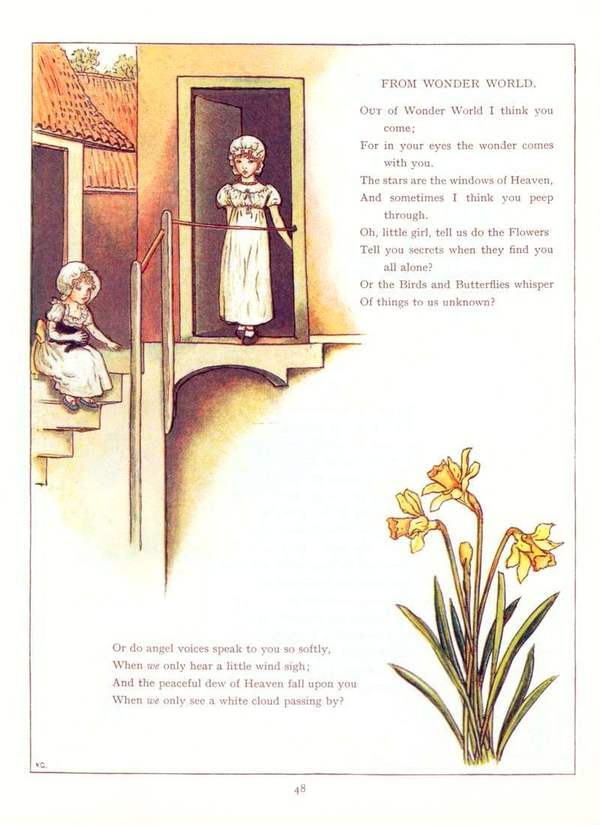 FROM WONDER WORLD.
OUT of Wonder World I think you
come;
For in your eyes the wonder comes
with you.
The stars are the windows of Heaven,
And sometimes I think you peep
through.
Oh, little girl, tell us do the Flowers
Tell you secrets when they find you
all alone?
Or the Birds and Butterflies whisper
Of things to us unknown?
Or do angel voices speak to you so softly,
When we only hear a little wind sigh;
And the peaceful dew of Heaven fall upon you
When we only see a white cloud passing by?
K G.
48